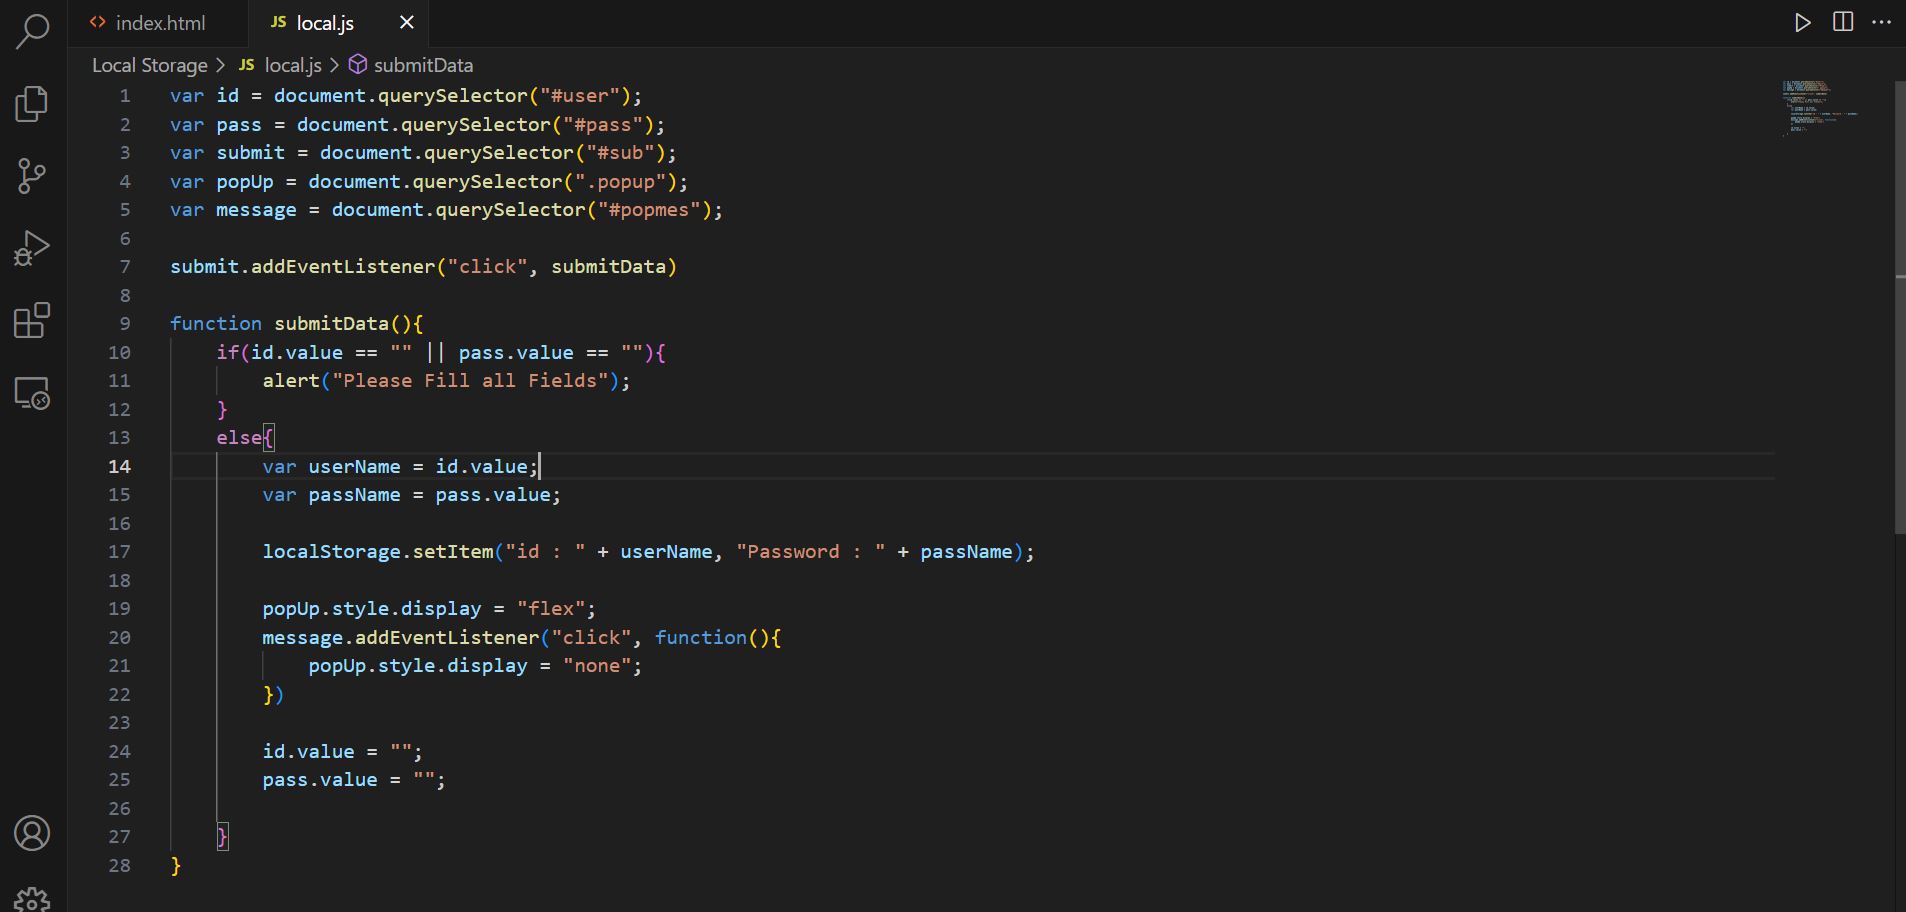 index.html JS local.js
Local Storage > JS local.js > submitData
1 var id = document.querySelector("#user");
2 var pass = document.querySelector("#pass");
3 var submit = document.querySelector("#sub");
4 var popUp = document.querySelector(".popup");
5 var message = document.querySelector("#popmes");
6
7 submit.addEventListener("click", submitData)
8
9 function submitData(){
10 if(id.value == "" || pass.value == ""){
11 alert("Please Fill all Fields");
12 }
13 else{
14 var userName = id.value;
15 var passName = pass.value;
16
17 localStorage.setItem("id : " + userName, "Password : " + passName);
18
19 popUp.style.display = "flex";
20 message.addEventListener("click", function(){
21 popUp.style.display = "none";
22 })
23
24 id.value = "";
25 pass.value = "";
26
27 }
28 }